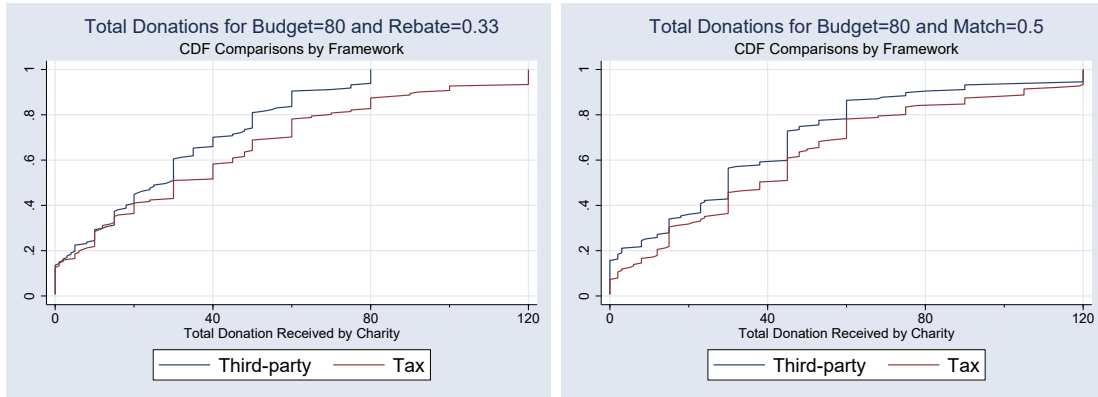 Total Donations for Budget=80 and Rebate=0.33
CDF Comparisons by Framework
1
.8
.6
.4
.2
0
0 40 80 120
Total Donation Received by Charity
Third-party Tax
Total Donations for Budget=80 and Match=0.5
CDF Comparisons by Framework
1
.8
.6
.4
.2
0
0 40 80 120
Total Donation Received by Charity
Third-party Tax